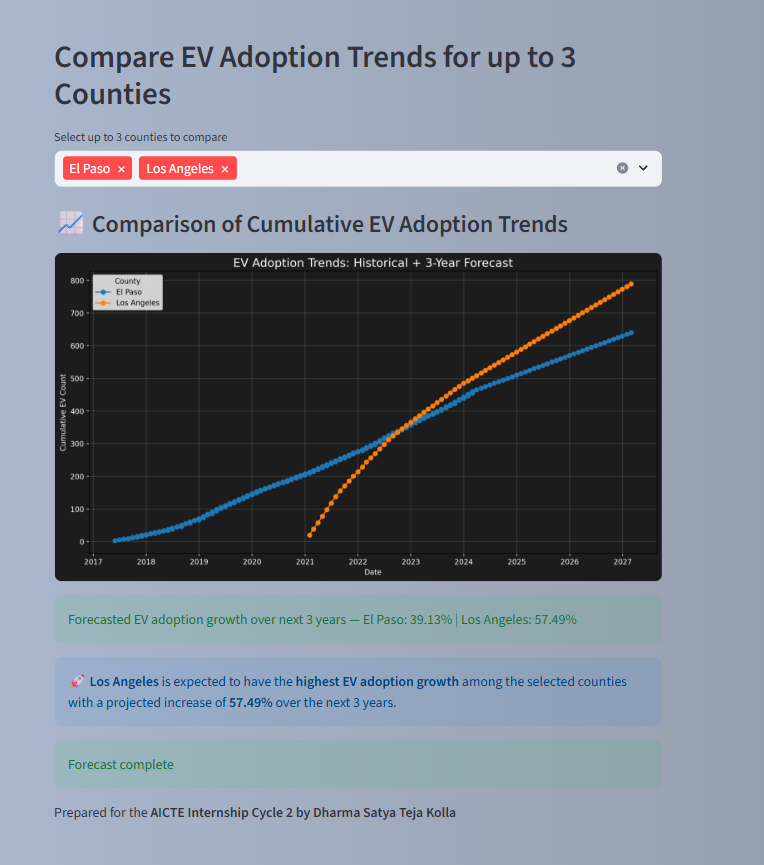 Compare EV Adoption Trends for up to 3
Counties
Select up to 3 counties to compare
El Paso × Los Angeles ×
📈 Comparison of Cumulative EV Adoption Trends
EV Adoption Trends: Historical + 3-Year Forecast
County
El Paso
Los Angeles
800
700
600
500
400
300
200
100
0
Cumulative EV Count
2017 2018 2019 2020 2021 2022 2023 2024 2025 2026 2027
Date
Forecasted EV adoption growth over next 3 years — El Paso: 39.13% | Los Angeles: 57.49%
🚀 Los Angeles is expected to have the highest EV adoption growth among the selected counties
with a projected increase of 57.49% over the next 3 years.
Forecast complete
Prepared for the AICTE Internship Cycle 2 by Dharma Satya Teja Kolla